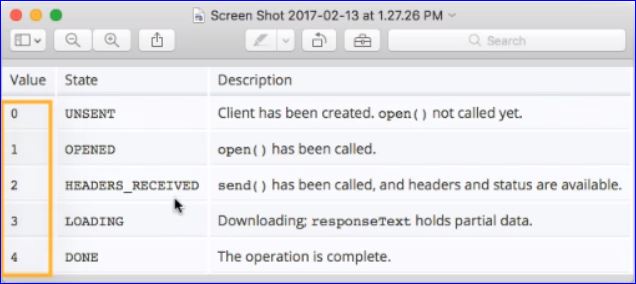 Screen Shot 2017-02-13 at 1.27.26 PM
Search
Value State Description
0 UNSENT Client has been created. open() not called yet.
1 OPENED open() has been called.
2 HEADERS_RECEIVED send() has been called, and headers and status are available.
3 LOADING Downloading; responseText holds partial data.
4 DONE The operation is complete.